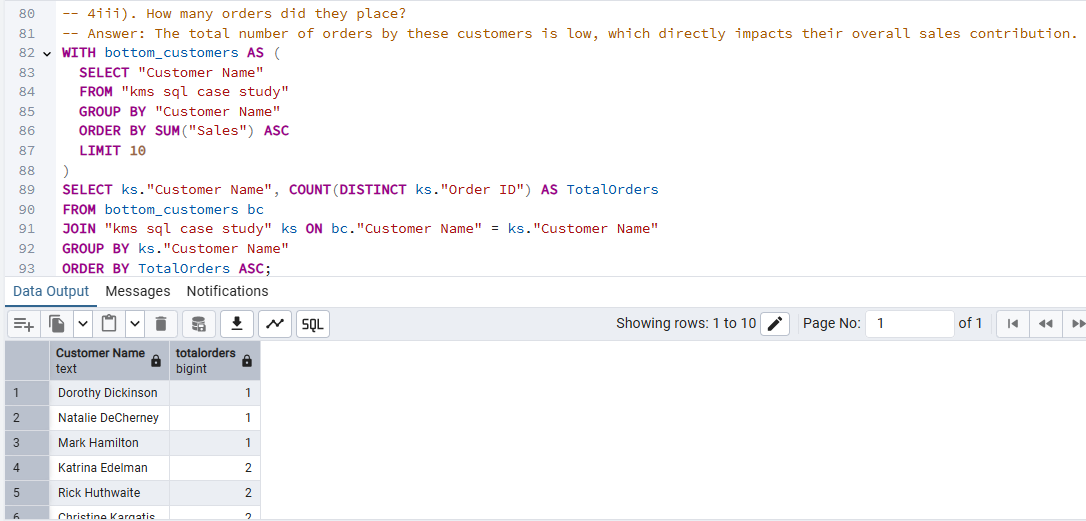 80 -- 4iii). How many orders did they place?
81 -- Answer: The total number of orders by these customers is low, which directly impacts their overall sales contribution.
82 WITH bottom_customers AS (
83 SELECT "Customer Name"
84 FROM "kms sql case study"
85 GROUP BY "Customer Name"
86 ORDER BY SUM("Sales") ASC
87 LIMIT 10
88 )
89 SELECT ks."Customer Name", COUNT(DISTINCT ks."Order ID") AS TotalOrders
90 FROM bottom_customers bc
91 JOIN "kms sql case study" ks ON bc."Customer Name" = ks."Customer Name"
92 GROUP BY ks."Customer Name"
93 ORDER BY TotalOrders ASC;
Data Output Messages Notifications
SQL Showing rows: 1 to 10 Page No: 1 of 1
Customer Name totalorders
text bigint
1 Dorothy Dickinson 1
2 Natalie DeCherney 1
3 Mark Hamilton 1
4 Katrina Edelman 2
5 Rick Huthwaite 2
6 Christine Kargatis 2